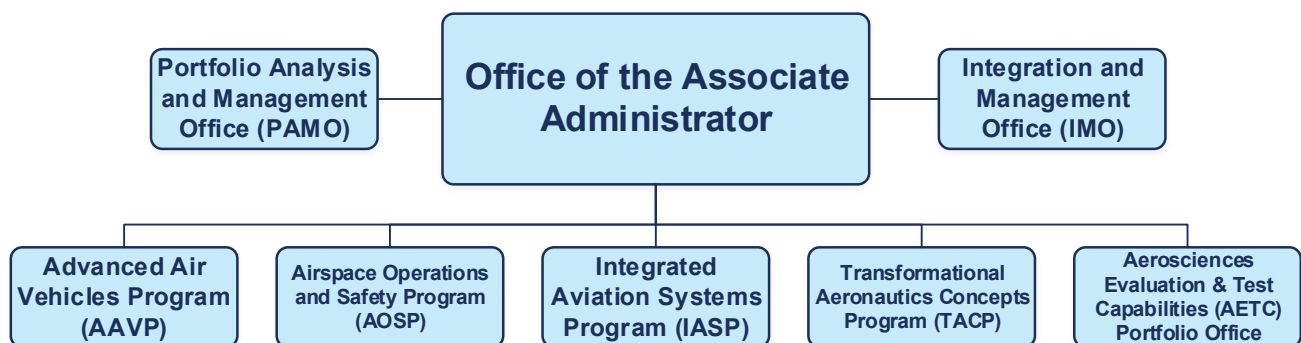 Portfolio Analysis
and Management
Office (PAMO)
Office of the Associate
Administrator
Integration and
Management
Office (IMO)
Advanced Air
Vehicles Program
(AAVP)
Airspace Operations
and Safety Program
(AOSP)
Integrated
Aviation Systems
Program (IASP)
Transformational
Aeronautics Concepts
Program (TACP)
Aerosciences
Evaluation & Test
Capabilities (AETC)
Portfolio Office